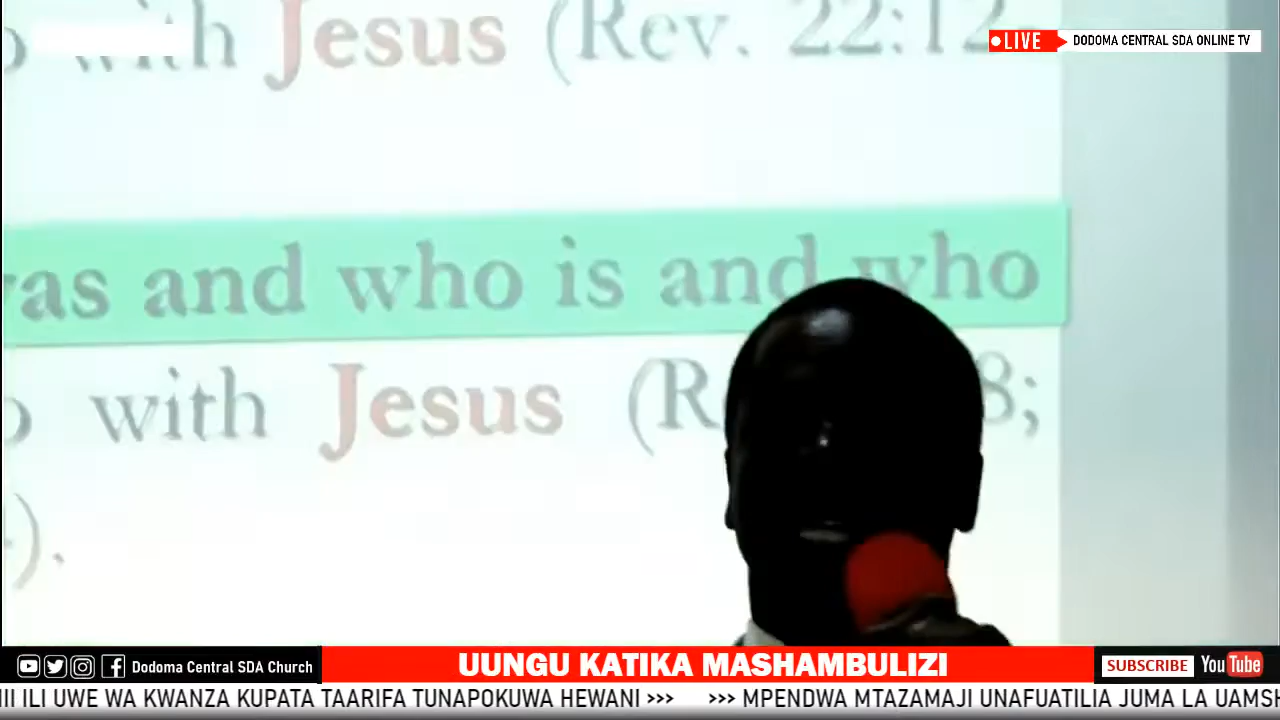 with Jesus (Rev. 22:12
LIVE DODOMA CENTRAL SDA ONLINE TV
and who is and who
with Jesus
Dodoma Central SDA Church
UUNGU KATIKA MASHAMBULIZI
SUBSCRIBE YouTube
ILI UWE WA KWANZA KUPATA TAARIFA TUNAPOKUWA HEWANI >>> >>> MPENDWA MTAZAMAJI UNAFUATILIA JUMA LA